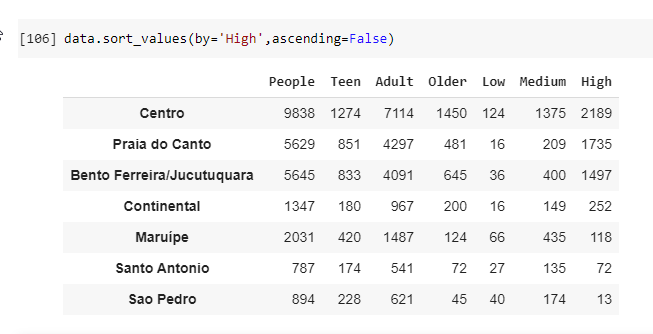 [106] data.sort_values(by='High',ascending=False)
People Teen Adult Older Low Medium High
Centro 9838 1274 7114 1450 124 1375 2189
Praia do Canto 5629 851 4297 481 16 209 1735
Bento Ferreira/Jucutuquara 5645 833 4091 645 36 400 1497
Continental 1347 180 967 200 16 149 252
Maruípe 2031 420 1487 124 66 435 118
Santo Antonio 787 174 541 72 27 135 72
Sao Pedro 894 228 621 45 40 174 13